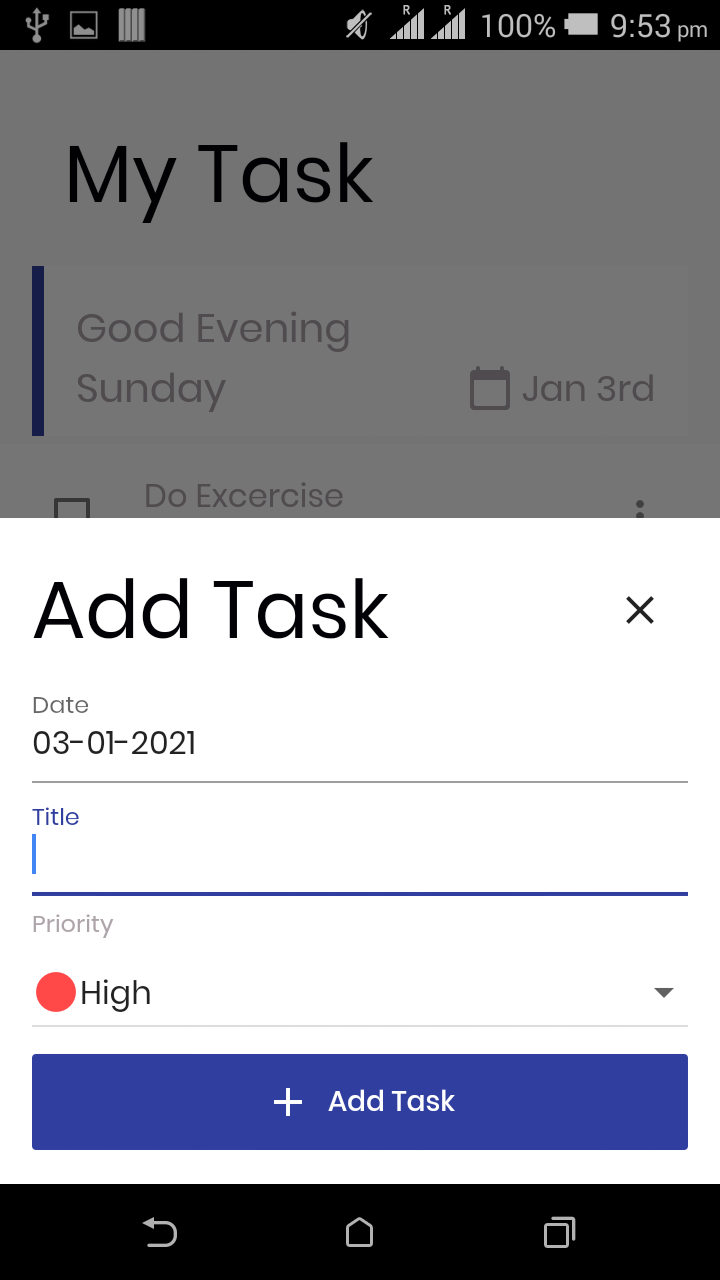 R R 100% 9:53 pm
My Task
Good Evening
Sunday
Jan 3rd
Do Excercise
Add Task
Date
03-01-2021
Title
Priority
High
Add Task